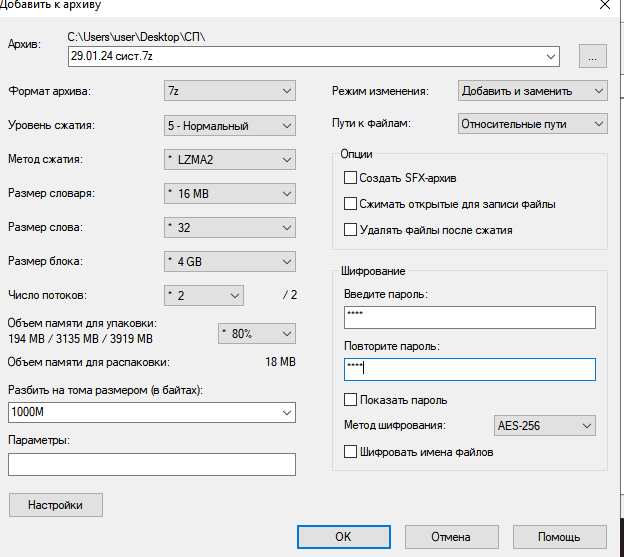 Добавить к архиву
Архив:
C:\Users\user\Desktop\СП\
29.01.24 сист.7z
...
Формат архива:
7z
Уровень сжатия:
5 - Нормальный
Метод сжатия:
* LZMA2
Размер словаря:
* 16 MB
Размер слова:
* 32
Размер блока:
* 4 GB
Число потоков:
* 2
/ 2
Объем памяти для упаковки:
194 MB / 3135 MB / 3919 MB
* 80%
Объем памяти для распаковки:
18 MB
Разбить на тома размером (в байтах):
1000M
Параметры:
Настройки
Режим изменения:
Добавить и заменить
Пути к файлам:
Относительные пути
Опции
Создать SFX-архив
Сжимать открытые для записи файлы
Удалять файлы после сжатия
Шифрование
Введите пароль:
****
Повторите пароль:
****
Показать пароль
Метод шифрования:
AES-256
Шифровать имена файлов
OK
Отмена
Помощь